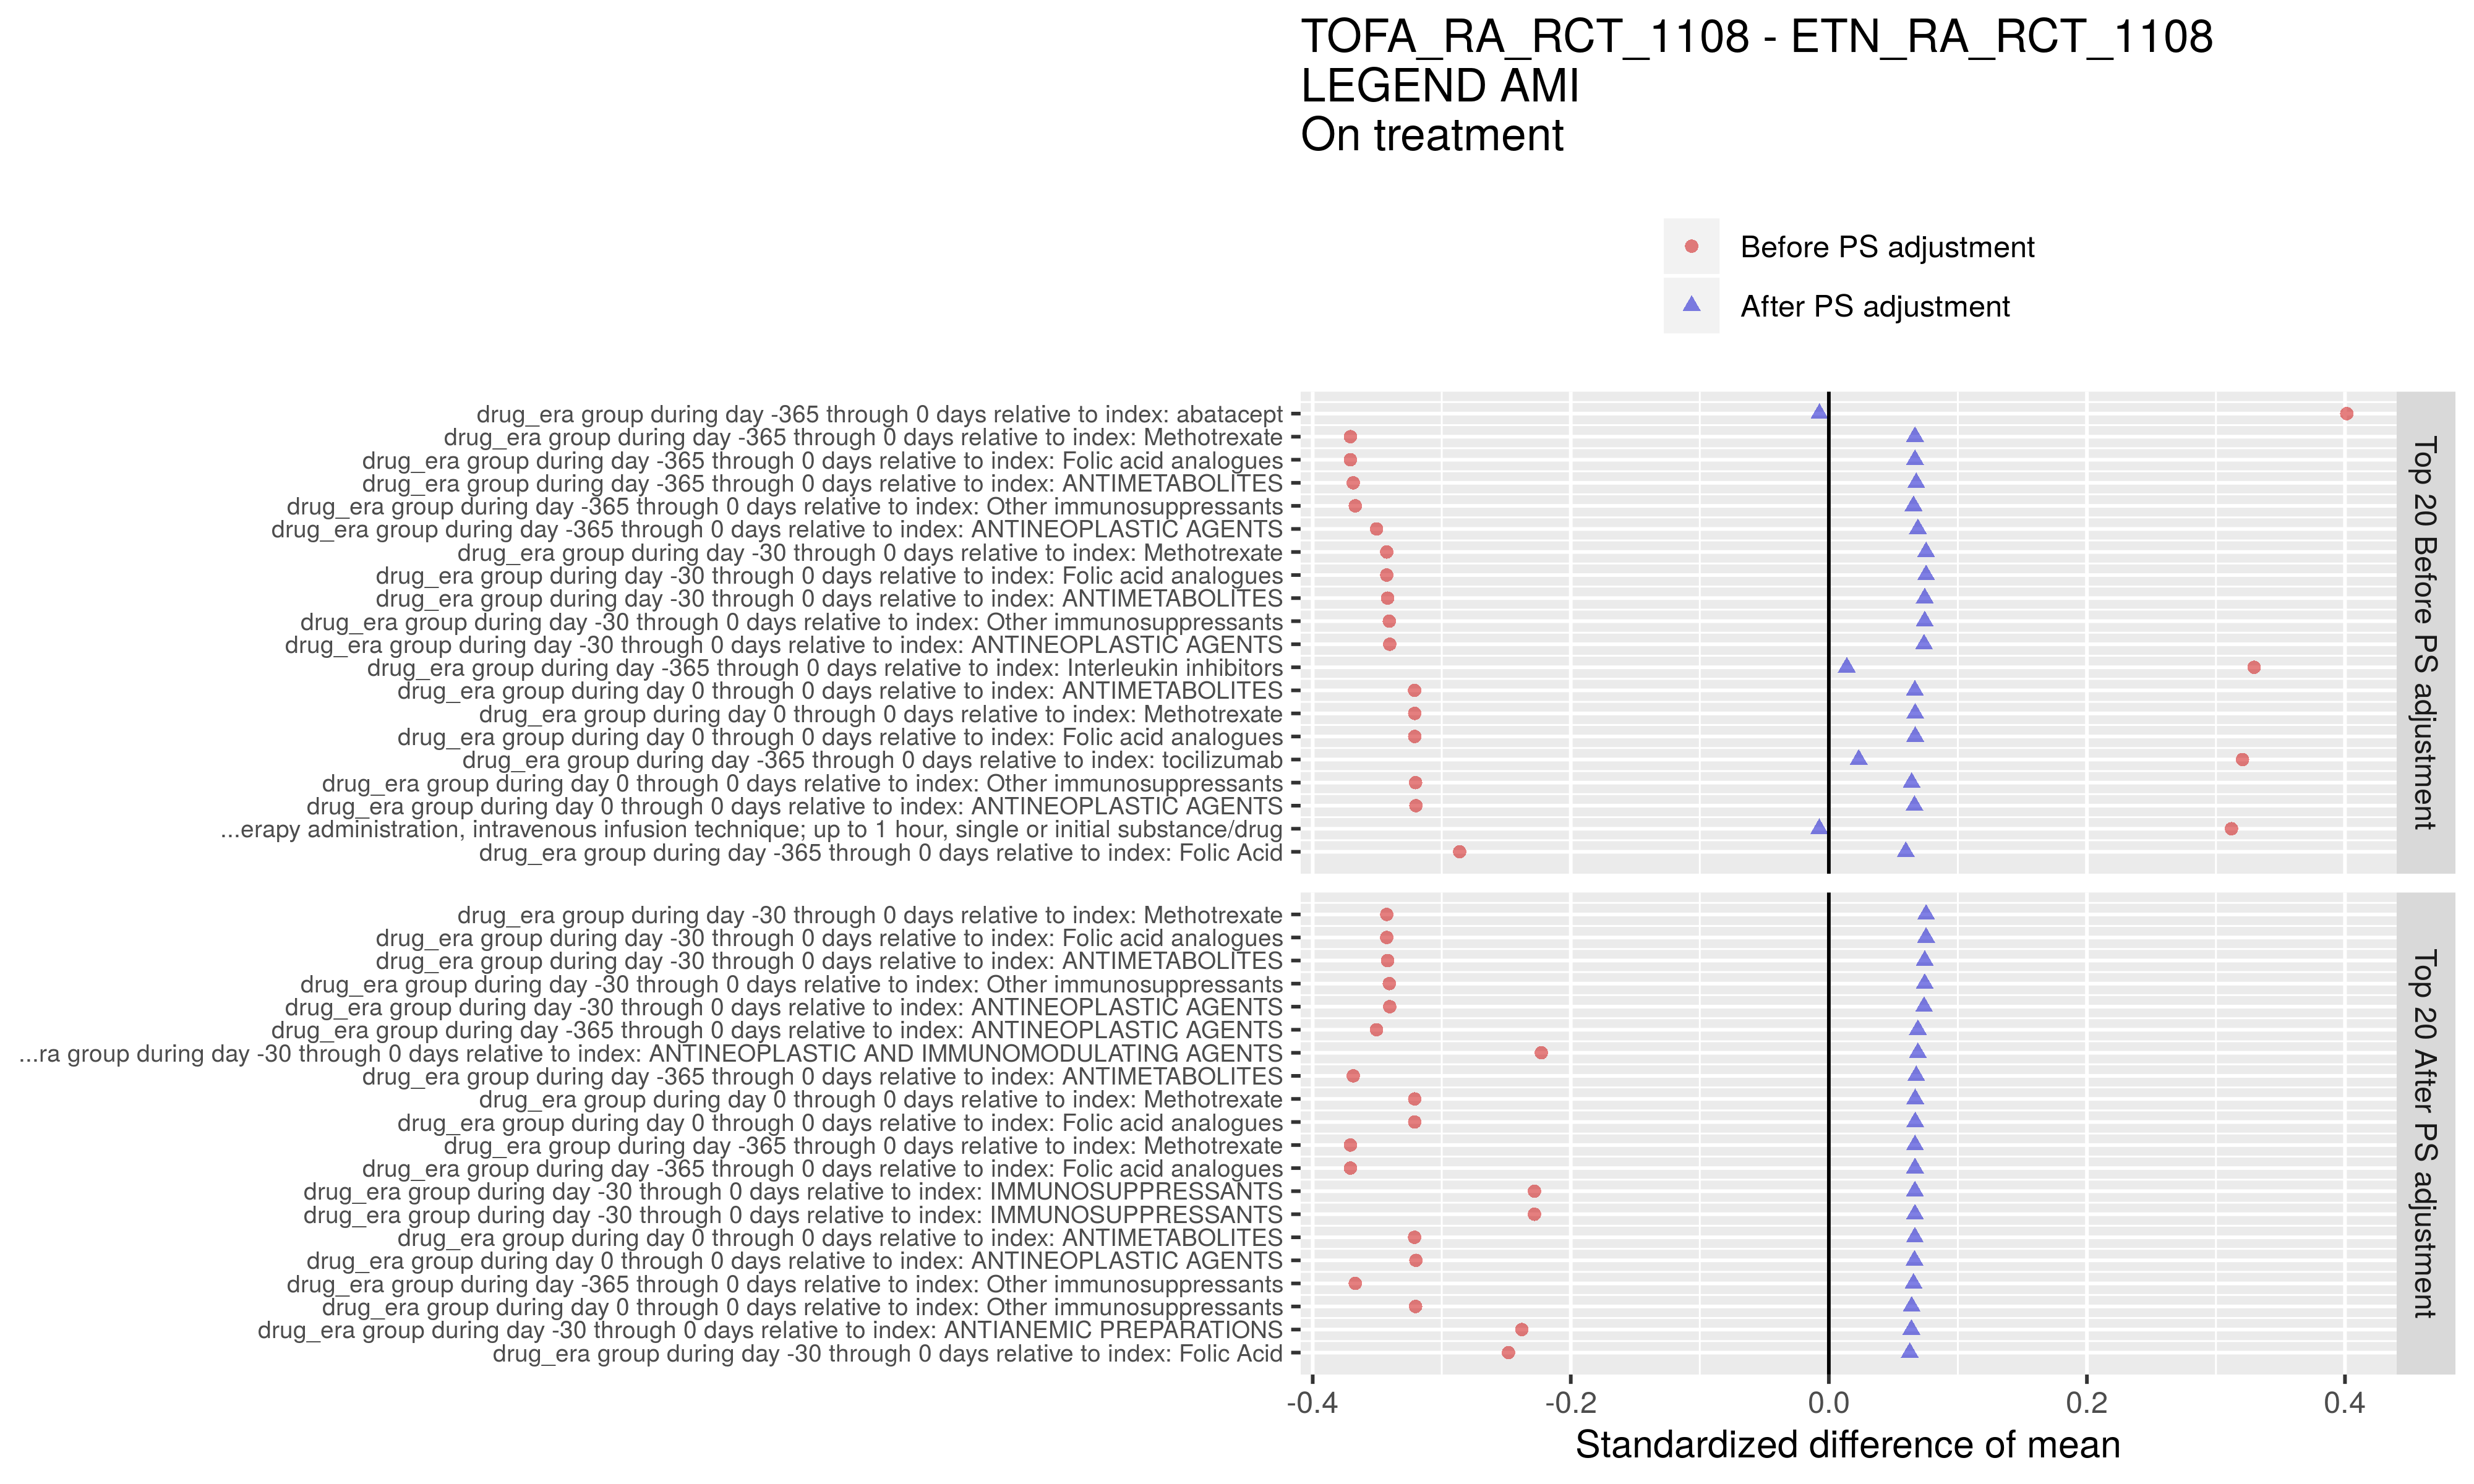 TOFA_RA_RCT_1108 - ETN_RA_RCT_1108
LEGEND AMI
On treatment
Before PS adjustment
After PS adjustment
drug_era group during day -365 through 0 days relative to index: abatacept
drug_era group during day -365 through 0 days relative to index: Methotrexate
drug_era group during day -365 through 0 days relative to index: Folic acid analogues
drug_era group during day -365 through 0 days relative to index: ANTIMETABOLITES
drug_era group during day -365 through 0 days relative to index: Other immunosuppressants
drug_era group during day -365 through 0 days relative to index: ANTINEOPLASTIC AGENTS
drug_era group during day -30 through 0 days relative to index: Methotrexate
drug_era group during day -30 through 0 days relative to index: Folic acid analogues
drug_era group during day -30 through 0 days relative to index: ANTIMETABOLITES
drug_era group during day -30 through 0 days relative to index: Other immunosuppressants
drug_era group during day -30 through 0 days relative to index: ANTINEOPLASTIC AGENTS
drug_era group during day -365 through 0 days relative to index: Interleukin inhibitors
drug_era group during day 0 through 0 days relative to index: ANTIMETABOLITES
drug_era group during day 0 through 0 days relative to index: Methotrexate
drug_era group during day 0 through 0 days relative to index: Folic acid analogues
drug_era group during day -365 through 0 days relative to index: tocilizumab
drug_era group during day 0 through 0 days relative to index: Other immunosuppressants
drug_era group during day 0 through 0 days relative to index: ANTINEOPLASTIC AGENTS
...erapy administration, intravenous infusion technique; up to 1 hour, single or initial substance/drug
drug_era group during day -365 through 0 days relative to index: Folic Acid
Top 20 Before PS adjustment
drug_era group during day -30 through 0 days relative to index: Methotrexate
drug_era group during day -30 through 0 days relative to index: Folic acid analogues
drug_era group during day -30 through 0 days relative to index: ANTIMETABOLITES
drug_era group during day -30 through 0 days relative to index: Other immunosuppressants
drug_era group during day -30 through 0 days relative to index: ANTINEOPLASTIC AGENTS
drug_era group during day -365 through 0 days relative to index: ANTINEOPLASTIC AGENTS
...ra group during day -30 through 0 days relative to index: ANTINEOPLASTIC AND IMMUNOMODULATING AGENTS
drug_era group during day -365 through 0 days relative to index: ANTIMETABOLITES
drug_era group during day 0 through 0 days relative to index: Methotrexate
drug_era group during day 0 through 0 days relative to index: Folic acid analogues
drug_era group during day -365 through 0 days relative to index: Methotrexate
drug_era group during day -365 through 0 days relative to index: Folic acid analogues
drug_era group during day -30 through 0 days relative to index: IMMUNOSUPPRESSANTS
drug_era group during day -30 through 0 days relative to index: IMMUNOSUPPRESSANTS
drug_era group during day 0 through 0 days relative to index: ANTIMETABOLITES
drug_era group during day 0 through 0 days relative to index: ANTINEOPLASTIC AGENTS
drug_era group during day -365 through 0 days relative to index: Other immunosuppressants
drug_era group during day 0 through 0 days relative to index: Other immunosuppressants
drug_era group during day -30 through 0 days relative to index: ANTIANEMIC PREPARATIONS
drug_era group during day -30 through 0 days relative to index: Folic Acid
Top 20 After PS adjustment
-0.4 -0.2 0.0 0.2 0.4
Standardized difference of mean